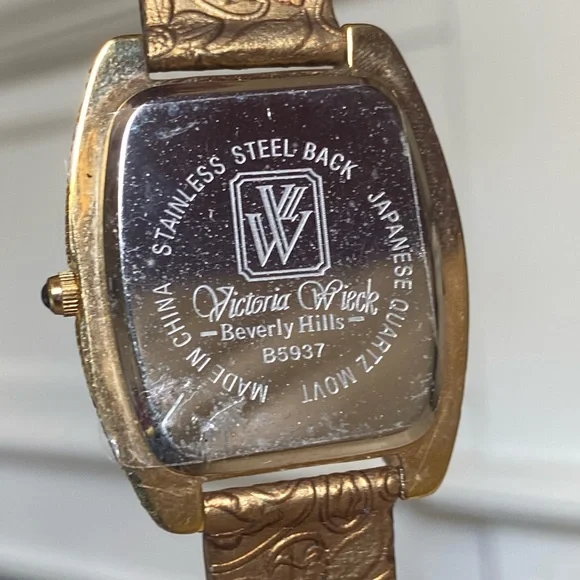 STAINLESS STEEL BACK
JAPANESE QUARTZ MOVT
MADE IN CHINA
VW
Victoria Wieck
Beverly Hills
B5937